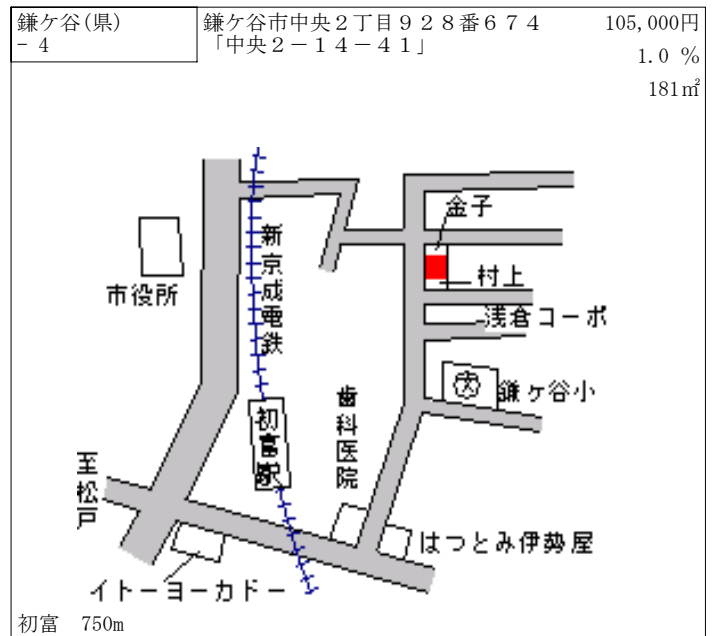 鎌ケ谷(県)
- 4
鎌ケ谷市中央２丁目９２８番６７４
「中央２－１４－４１」
105,000円
1.0 %
181㎡
金子
新京成電鉄
村上
市役所
浅倉コーポ
鎌ヶ谷小
歯科医院
初富駅
至松戸
はつとみ伊勢屋
イトーヨーカドー
初富 750m